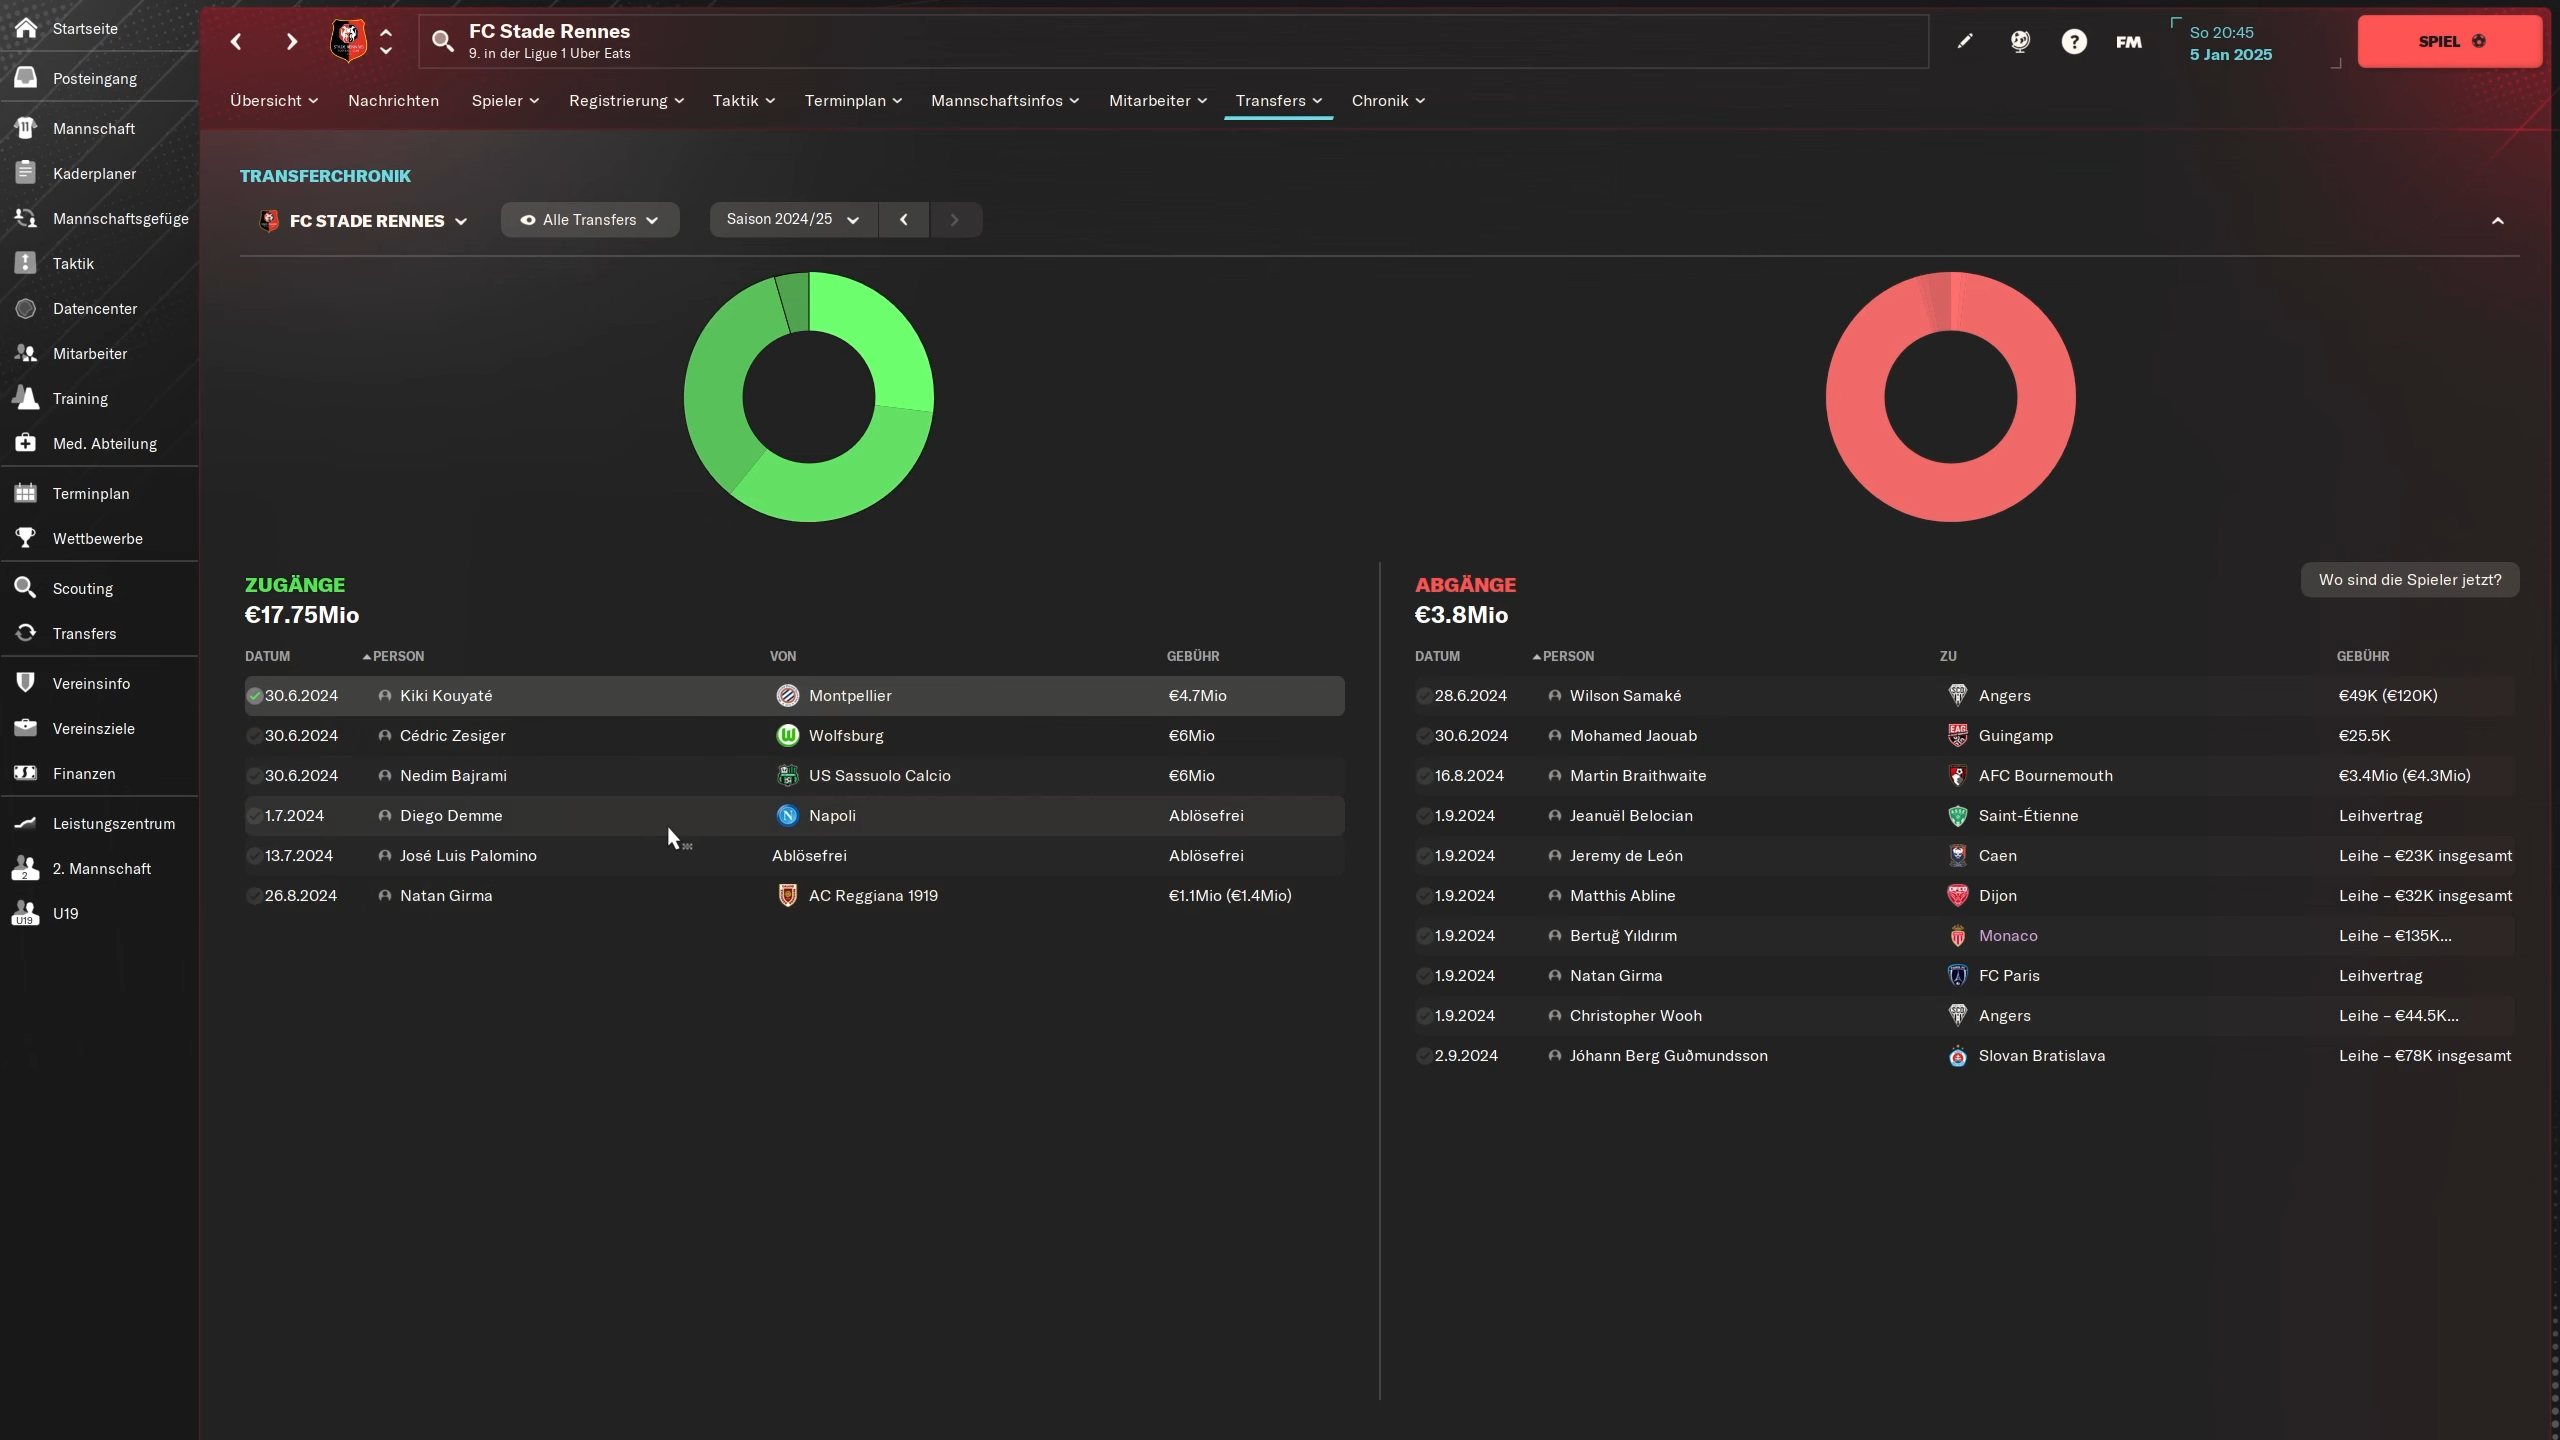 Startseite
Posteingang
Mannschaft
Kaderplaner
Mannschaftsgefüge
Taktik
Datencenter
Mitarbeiter
Training
Med. Abteilung
Terminplan
Wettbewerbe
Scouting
Transfers
Vereinsinfo
Vereinsziele
Finanzen
Leistungszentrum
2. Mannschaft
U19
FC Stade Rennes
9. in der Ligue 1 Uber Eats
FM
So 20:45
5 Jan 2025
SPIEL
Übersicht Nachrichten Spieler Registrierung Taktik Terminplan Mannschaftsinfos Mitarbeiter Transfers Chronik
TRANSFERCHRONIK
FC STADE RENNES Alle Transfers Saison 2024/25
ZUGÄNGE
€17.75Mio
DATUM PERSON VON GEBÜHR
30.6.2024 Kiki Kouyaté Montpellier €4.7Mio
30.6.2024 Cédric Zesiger Wolfsburg €6Mio
30.6.2024 Nedim Bajrami US Sassuolo Calcio €6Mio
1.7.2024 Diego Demme Napoli Ablösefrei
13.7.2024 José Luis Palomino Ablösefrei Ablösefrei
26.8.2024 Natan Girma AC Reggiana 1919 €1.1Mio (€1.4Mio)
ABGÄNGE
€3.8Mio
Wo sind die Spieler jetzt?
DATUM PERSON ZU GEBÜHR
28.6.2024 Wilson Samaké Angers €49K (€120K)
30.6.2024 Mohamed Jaouab Guingamp €25.5K
16.8.2024 Martin Braithwaite AFC Bournemouth €3.4Mio (€4.3Mio)
1.9.2024 Jeanuël Belocian Saint-Étienne Leihvertrag
1.9.2024 Jeremy de León Caen Leihe – €23K insgesamt
1.9.2024 Matthis Abline Dijon Leihe – €32K insgesamt
1.9.2024 Bertuğ Yıldırım Monaco Leihe – €135K...
1.9.2024 Natan Girma FC Paris Leihvertrag
1.9.2024 Christopher Wooh Angers Leihe – €44.5K...
2.9.2024 Jóhann Berg Guðmundsson Slovan Bratislava Leihe – €78K insgesamt